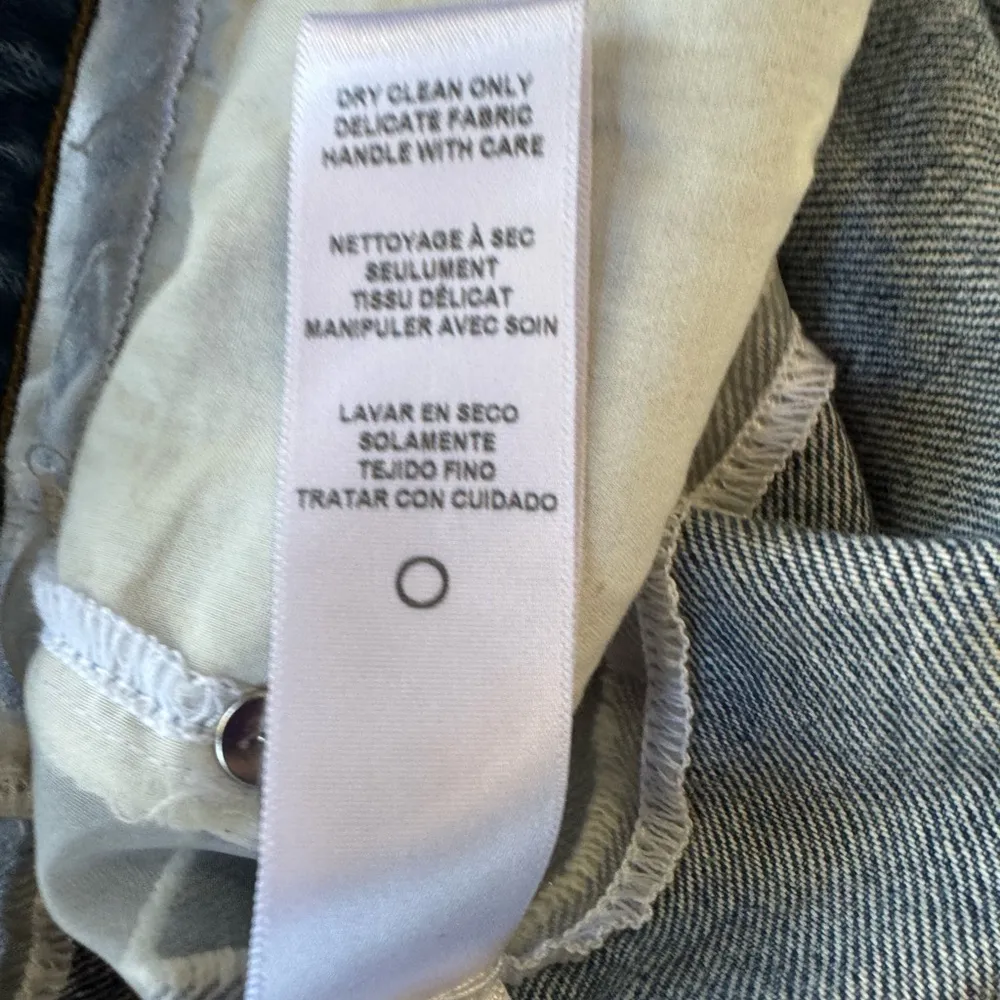 DRY CLEAN ONLY
DELICATE FABRIC
HANDLE WITH CARE
NETTOYAGE À SEC
SEULUMENT
TISSU DÉLICAT
MANIPULER AVEC SOIN
LAVAR EN SECO
SOLAMENTE
TEJIDO FINO
TRATAR CON CUIDADO